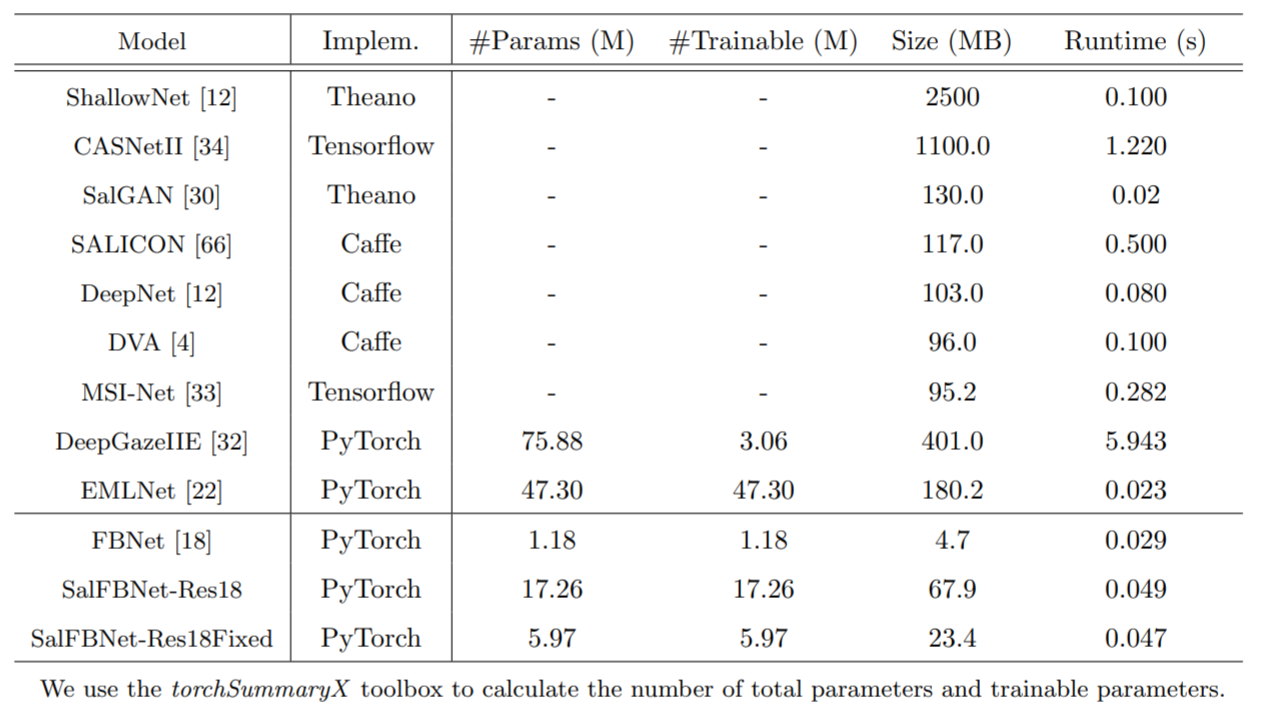 Model Implem. #Params (M) #Trainable (M) Size (MB) Runtime (s)
ShallowNet [12] Theano - - 2500 0.100
CASNetII [34] Tensorflow - - 1100.0 1.220
SalGAN [30] Theano - - 130.0 0.02
SALICON [66] Caffe - - 117.0 0.500
DeepNet [12] Caffe - - 103.0 0.080
DVA [4] Caffe - - 96.0 0.100
MSI-Net [33] Tensorflow - - 95.2 0.282
DeepGazeIIE [32] PyTorch 75.88 3.06 401.0 5.943
EMLNet [22] PyTorch 47.30 47.30 180.2 0.023
FBNet [18] PyTorch 1.18 1.18 4.7 0.029
SalFBNet-Res18 PyTorch 17.26 17.26 67.9 0.049
SalFBNet-Res18Fixed PyTorch 5.97 5.97 23.4 0.047
We use the torchSummaryX toolbox to calculate the number of total parameters and trainable parameters.